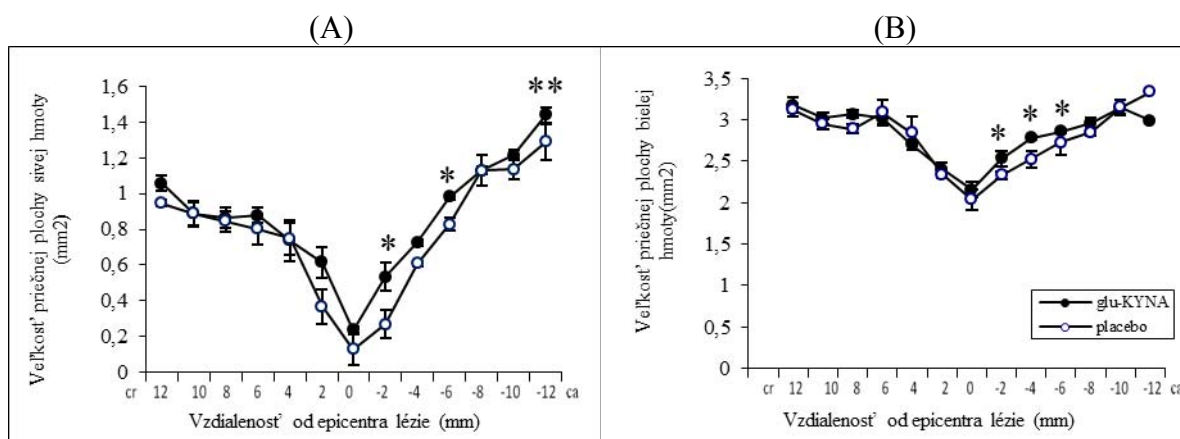 (A)
(B)
Veľkosť priečnej plochy sivej hmoty
(mm2)
1,6
1,4
1,2
1
0,8
0,6
0,4
0,2
0
**
*
*
cr 12 10 8 6 4 2 0 -2 -4 -6 -8 -10 -12 ca
Vzdialenosť od epicentra lézie (mm)
Veľkosť priečnej plochy bielej
hmoty(mm2)
3,5
3
2,5
2
1,5
1
0,5
0
* * *
glu-KYNA
placebo
cr 12 10 8 6 4 2 0 -2 -4 -6 -8 -10 -12 ca
Vzdialenosť od epicentra lézie (mm)